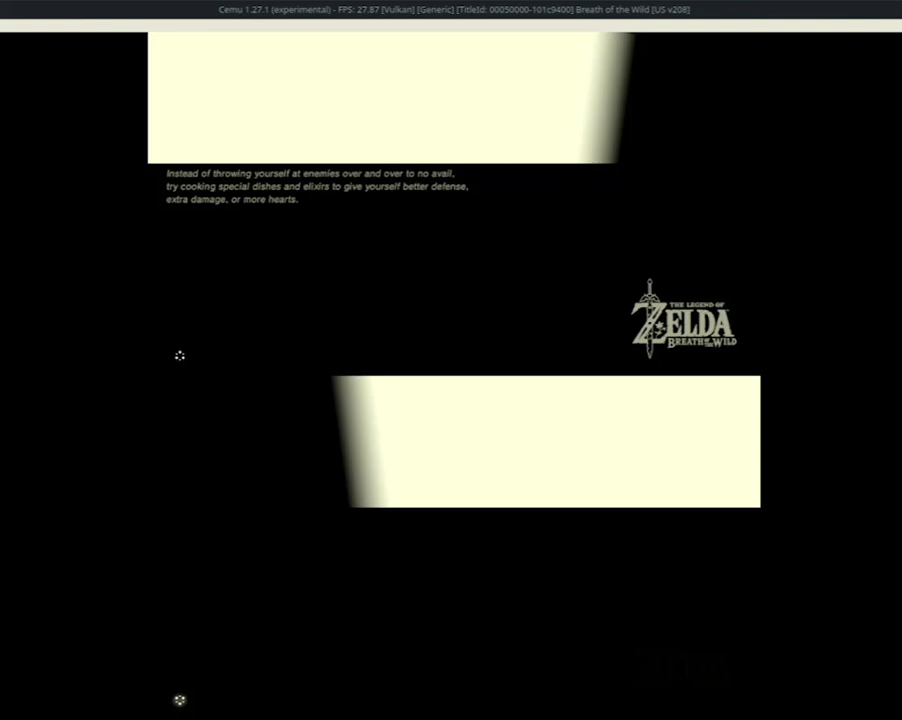 Cemu 1.27.1 (experimental) - FPS: 27.87 [Vulkan] [Generic] [TitleId: 00050000-101c9400] Breath of the Wild [US v208]
Instead of throwing yourself at enemies over and over to no avail,
try cooking special dishes and elixirs to give yourself better defense,
extra damage, or more hearts.
THE LEGEND OF
ZELDA
BREATH OF THE WILD
ZELDA